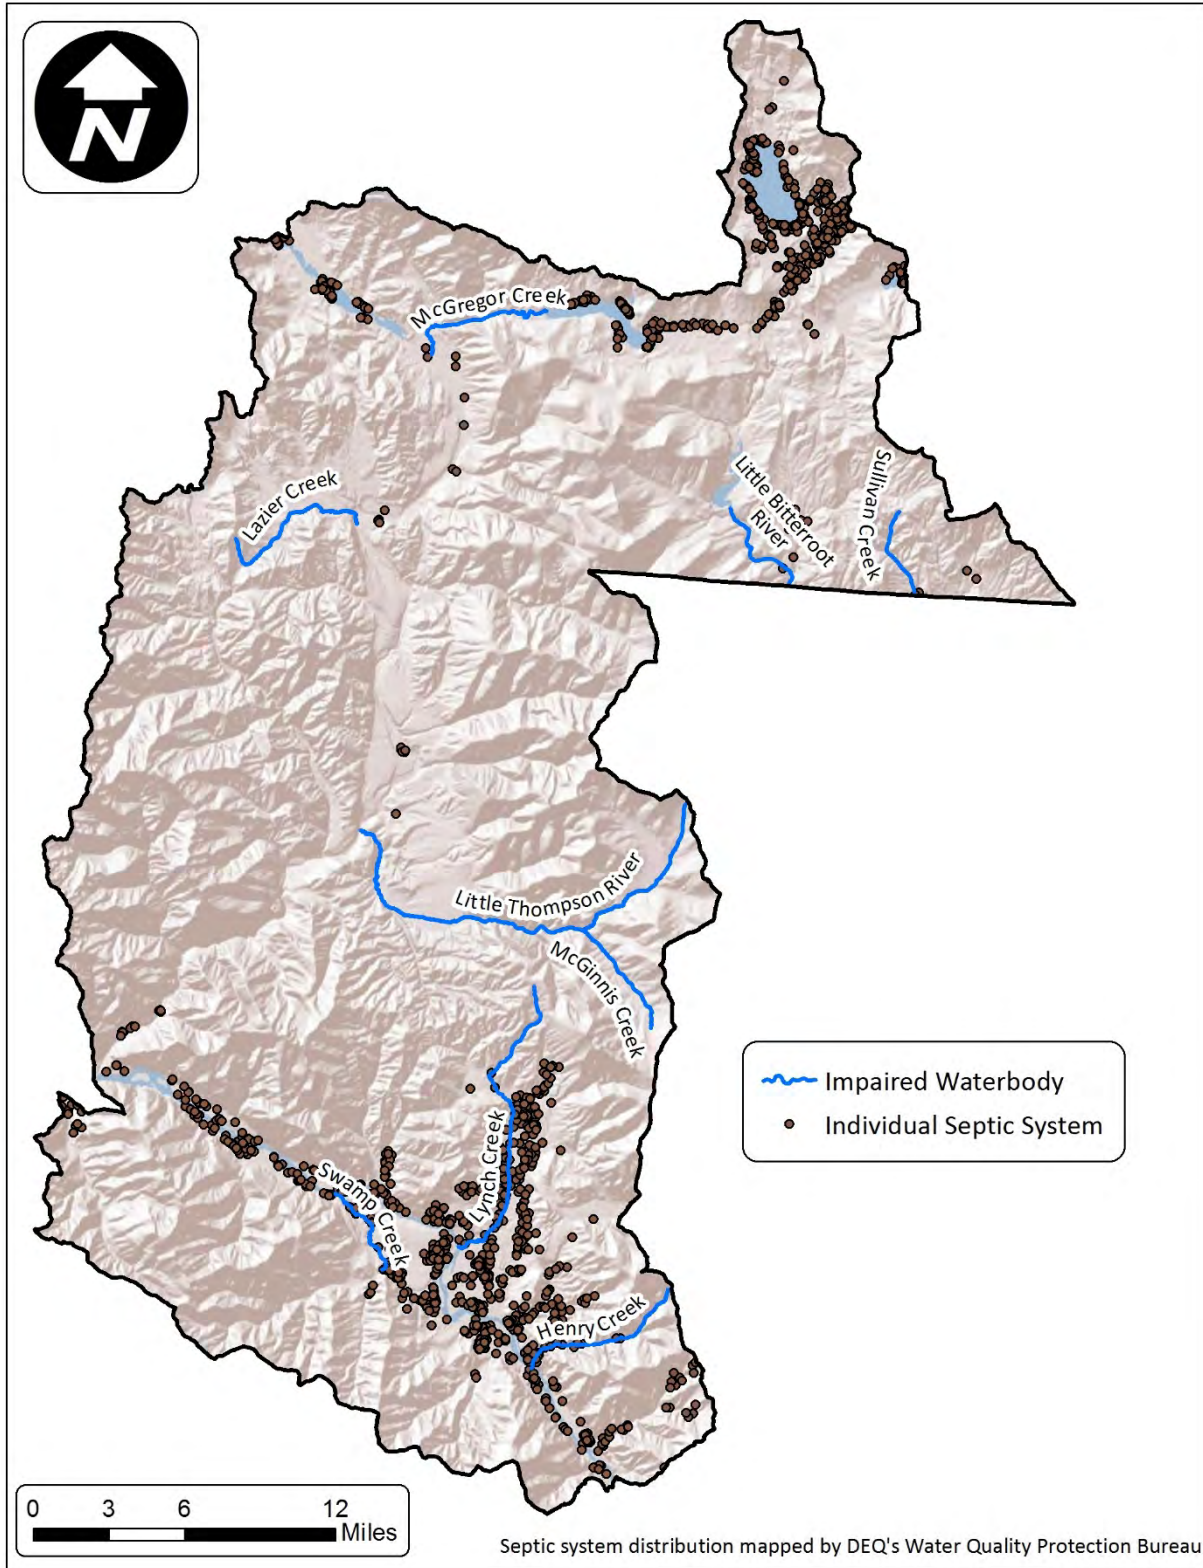 N
McGregor Creek
Lazier Creek
Little Bitterroot
River
Sullivan Creek
Little Thompson River
McGinnis Creek
Impaired Waterbody
Individual Septic System
Lynch Creek
Swamp Creek
Henry Creek
0 3 6 12
Miles
Septic system distribution mapped by DEQ's Water Quality Protection Bureau